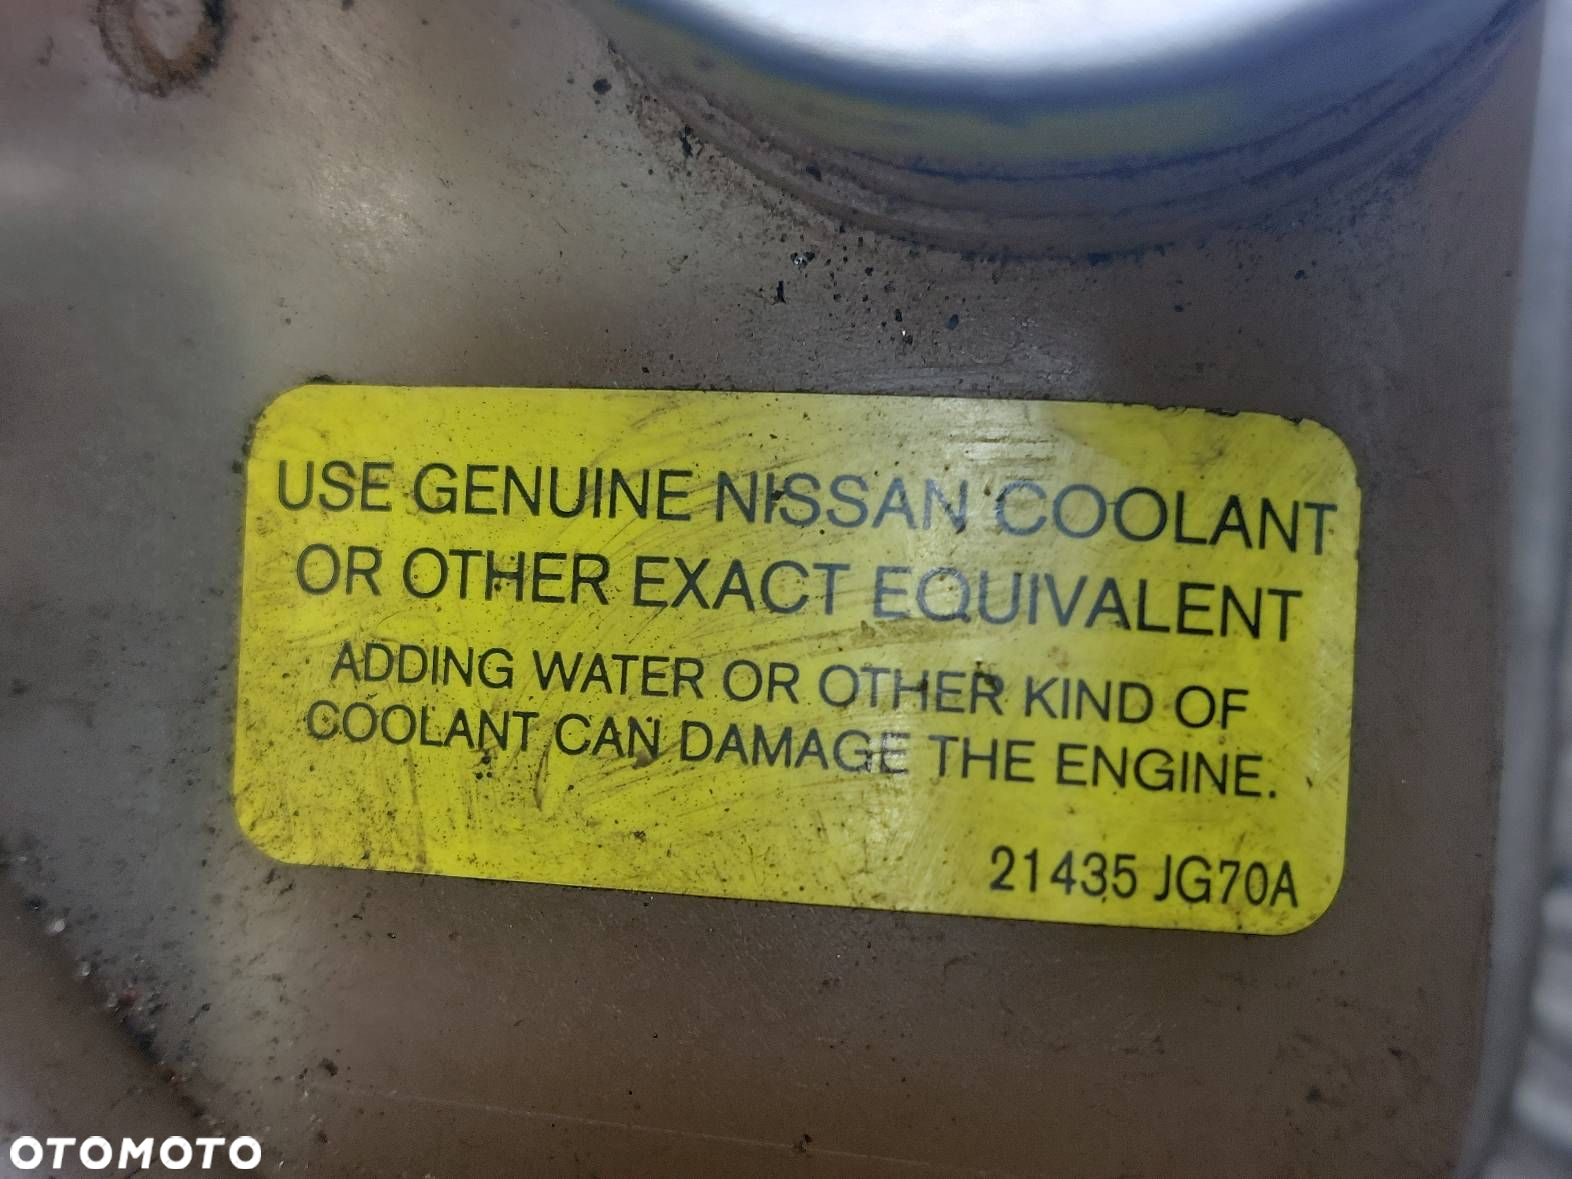 USE GENUINE NISSAN COOLANT
OR OTHER EXACT EQUIVALENT
ADDING WATER OR OTHER KIND OF
COOLANT CAN DAMAGE THE ENGINE.
21435 JG70A
OTOMOTO